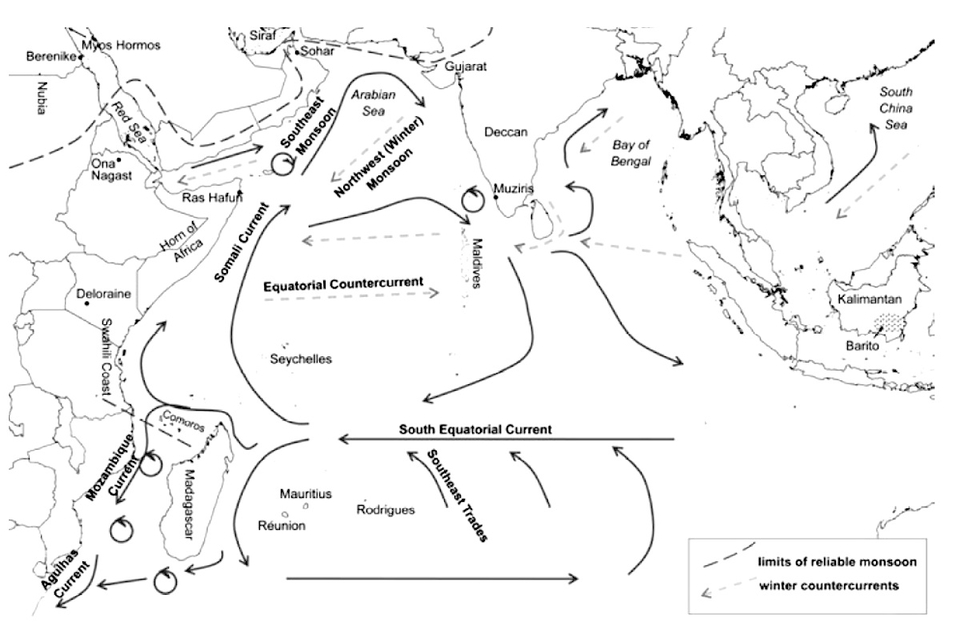 Siraf
Myos Hormos
Sohar
Berenike
Gujarat
Nubia
Red Sea
Arabian
Sea
Southeast
Monsoon
South
China
Sea
Deccan
Bay of
Bengal
Northwest (Winter)
Monsoon
Ona
Nagast
Ras Hafun
Muziris
Horn of
Africa
Somali Current
Maldives
Equatorial Countercurrent
Deloraine
Kalimantan
Barito
Swahili Coast
Seychelles
Comoros
South Equatorial Current
Mozambique
Current
Madagascar
Southeast Trades
Mauritius
Rodrigues
Réunion
Agulhas
Current
limits of reliable monsoon
winter countercurrents